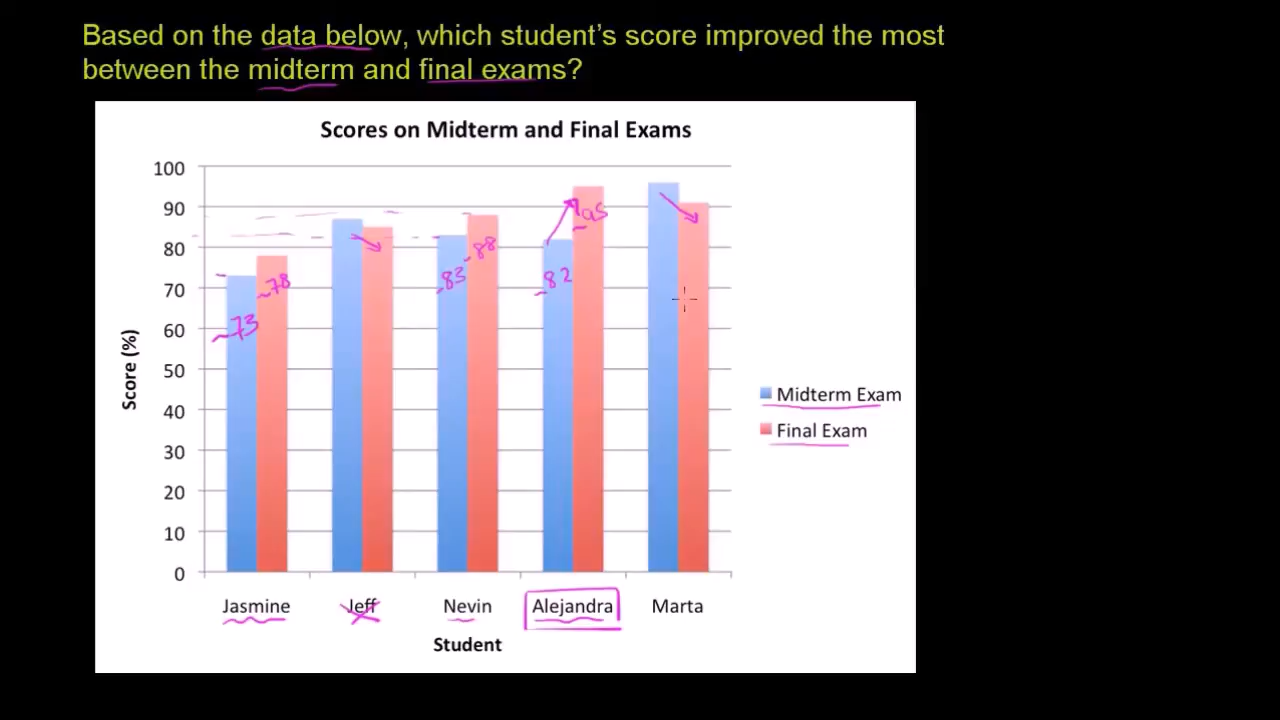 Based on the data below, which student's score improved the most
between the midterm and final exams?
Scores on Midterm and Final Exams
100
90
80
70
60
50
40
30
20
10
0
Score (%)
~73
~78
~83
~88
~82
~95
Jasmine Jeff Nevin Alejandra Marta
Student
Midterm Exam
Final Exam